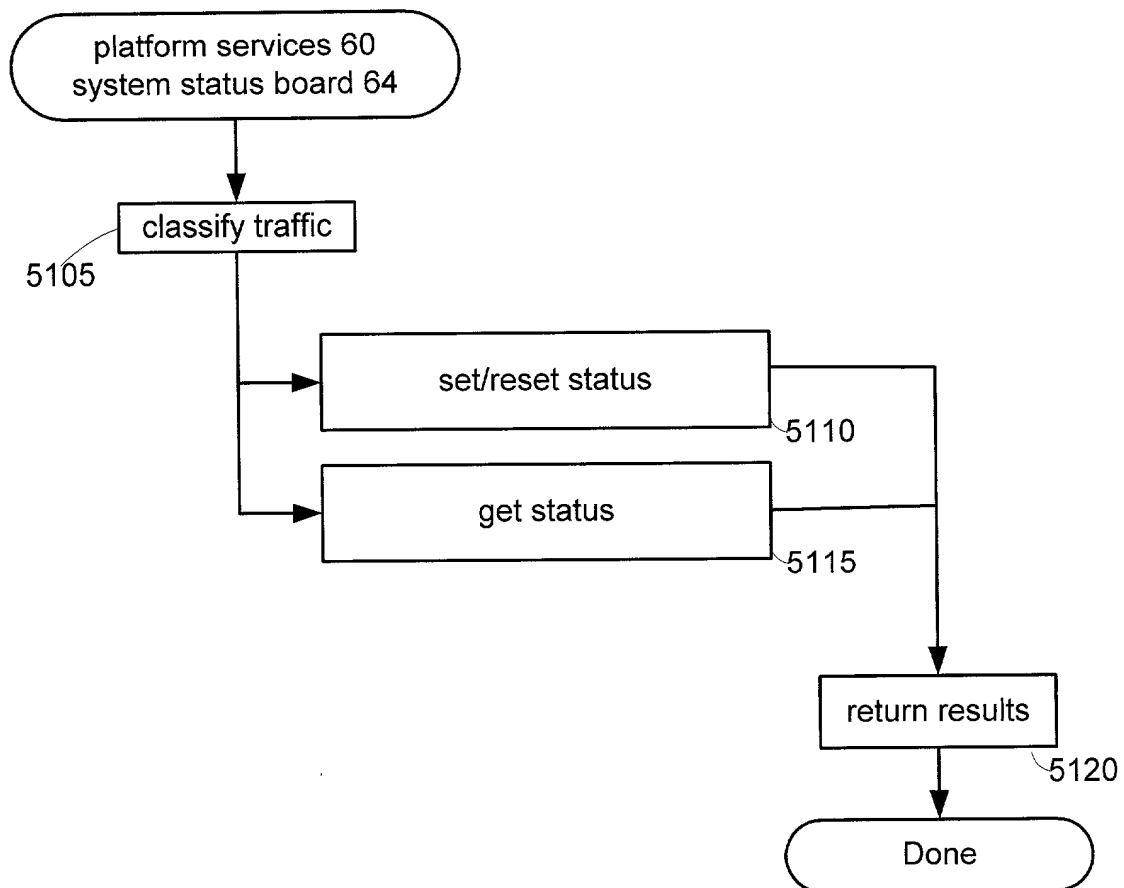 platform services 60
system status board 64
classify traffic
5105
set/reset status
5110
get status
5115
return results
5120
Done